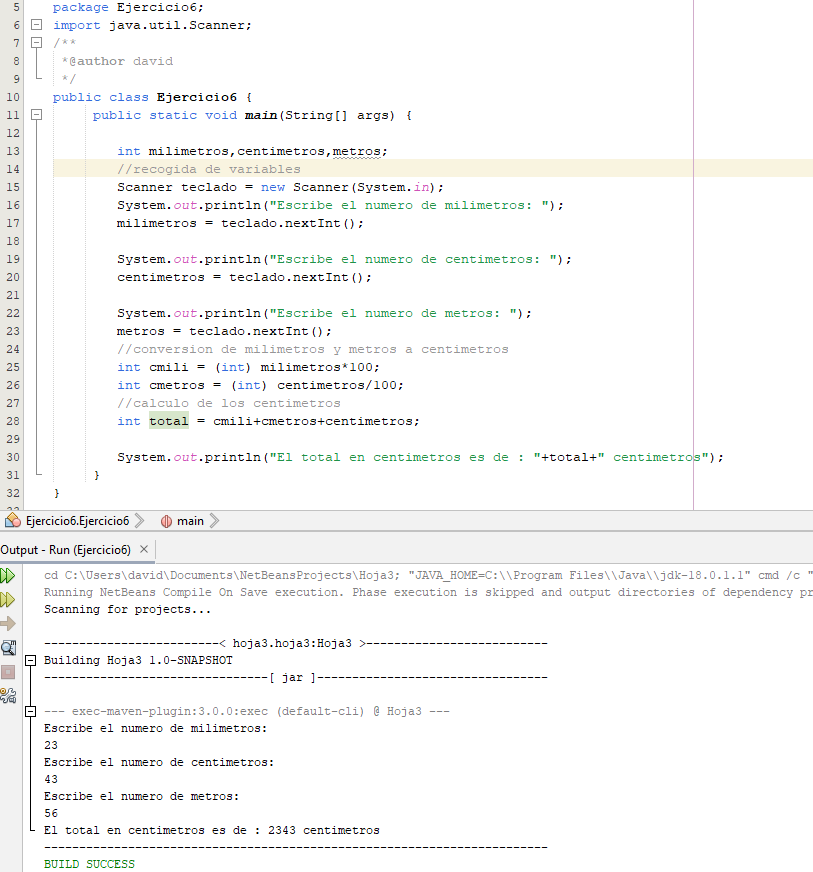 5 package Ejercicio6;
6 import java.util.Scanner;
7 /**
8 *@author david
9 */
10 public class Ejercicio6 {
11 public static void main(String[] args) {
12
13 int milimetros,centimetros,metros;
14 //recogida de variables
15 Scanner teclado = new Scanner(System.in);
16 System.out.println("Escribe el numero de milimetros: ");
17 milimetros = teclado.nextInt();
18
19 System.out.println("Escribe el numero de centimetros: ");
20 centimetros = teclado.nextInt();
21
22 System.out.println("Escribe el numero de metros: ");
23 metros = teclado.nextInt();
24 //conversion de milimetros y metros a centimetros
25 int cmili = (int) milimetros*100;
26 int cmetros = (int) centimetros/100;
27 //calculo de los centimetros
28 int total = cmili+cmetros+centimetros;
29
30 System.out.println("El total en centimetros es de : "+total+" centimetros");
31 }
32 }
Ejercicio6.Ejercicio6 main
Output - Run (Ejercicio6) ×
cd C:\Users\david\Documents\NetBeansProjects\Hoja3; "JAVA_HOME=C:\\Program Files\\Java\\jdk-18.0.1.1" cmd /c "
Running NetBeans Compile On Save execution. Phase execution is skipped and output directories of dependency pr
Scanning for projects...
-------------------------< hoja3.hoja3:Hoja3 >--------------------------
Building Hoja3 1.0-SNAPSHOT
--------------------------------[ jar ]---------------------------------
--- exec-maven-plugin:3.0.0:exec (default-cli) @ Hoja3 ---
Escribe el numero de milimetros:
23
Escribe el numero de centimetros:
43
Escribe el numero de metros:
56
El total en centimetros es de : 2343 centimetros
------------------------------------------------------------------------
BUILD SUCCESS